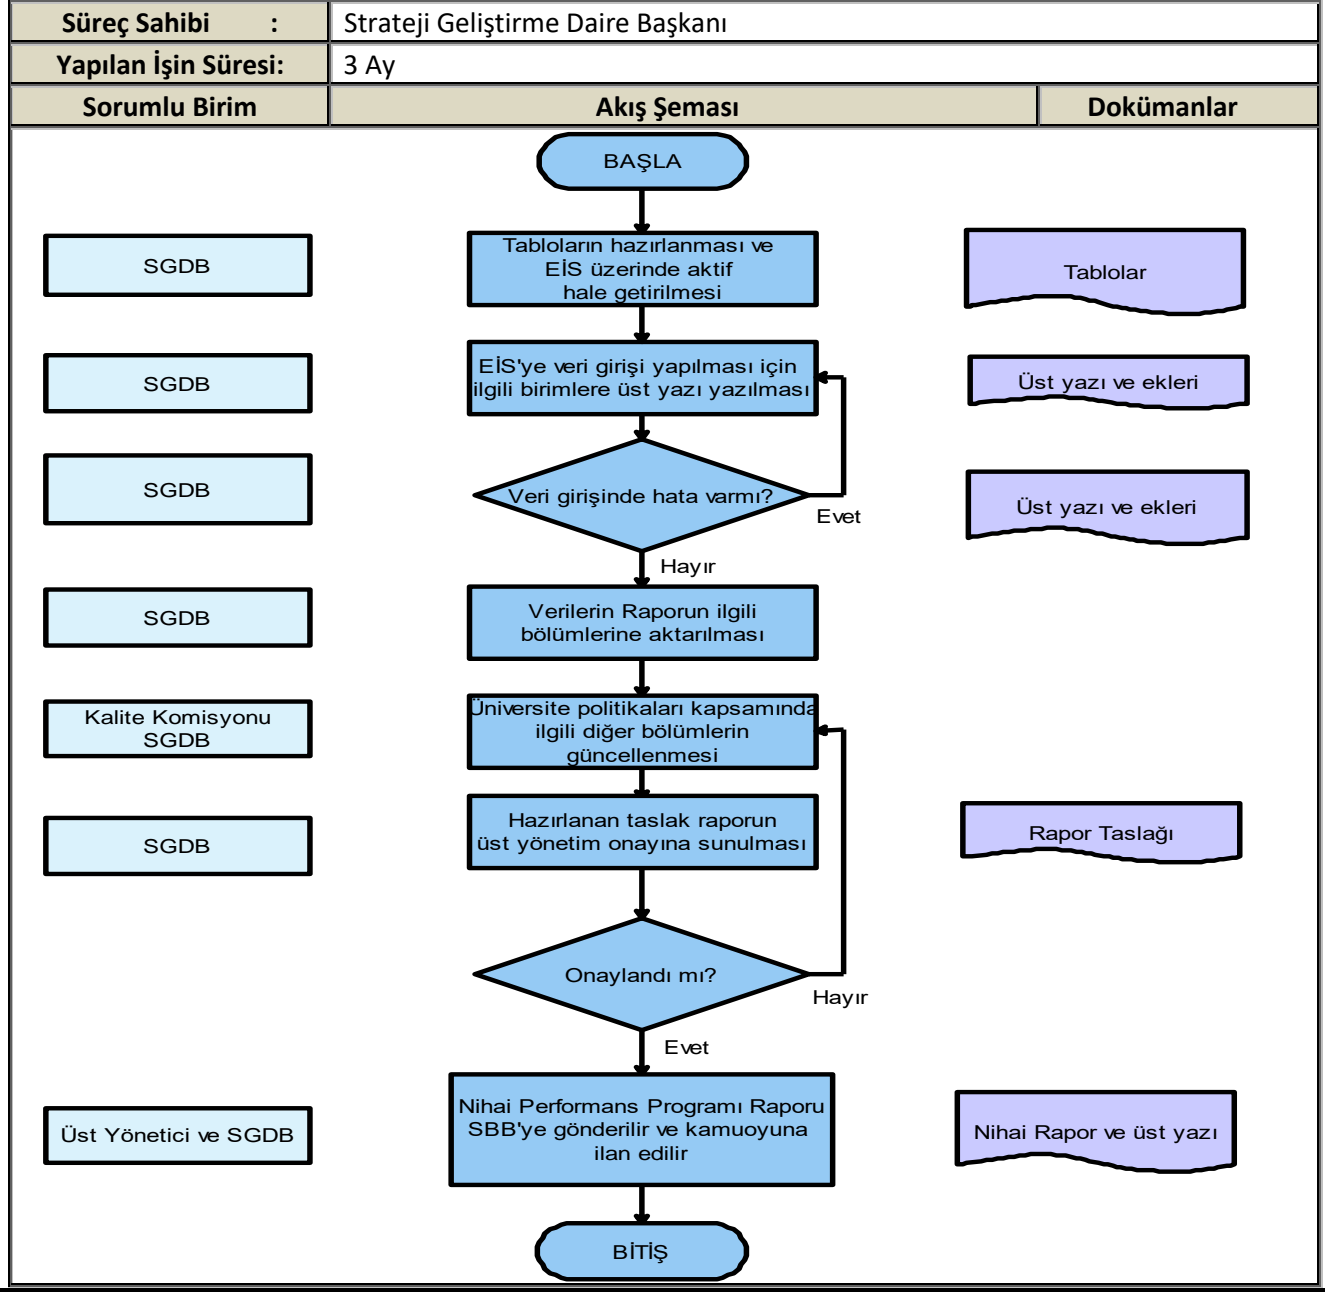 Süreç Sahibi : Strateji Geliştirme Daire Başkanı
Yapılan İşin Süresi: 3 Ay
Sorumlu Birim Akış Şeması Dokümanlar
BAŞLA
SGDB
Tabloların hazırlanması ve
EİS üzerinde aktif
hale getirilmesi
Tablolar
SGDB
EİS'ye veri girişi yapılması için
ilgili birimlere üst yazı yazılması
Üst yazı ve ekleri
SGDB
Veri girişinde hata varmı?
Evet
Üst yazı ve ekleri
Hayır
SGDB
Verilerin Raporun ilgili
bölümlerine aktarılması
Kalite Komisyonu
SGDB
Üniversite politikaları kapsamında
ilgili diğer bölümlerin
güncellenmesi
SGDB
Hazırlanan taslak raporun
üst yönetim onayına sunulması
Rapor Taslağı
Onaylandı mı?
Hayır
Evet
Üst Yönetici ve SGDB
Nihai Performans Programı Raporu
SBB'ye gönderilir ve kamuoyuna
ilan edilir
Nihai Rapor ve üst yazı
BİTİŞ